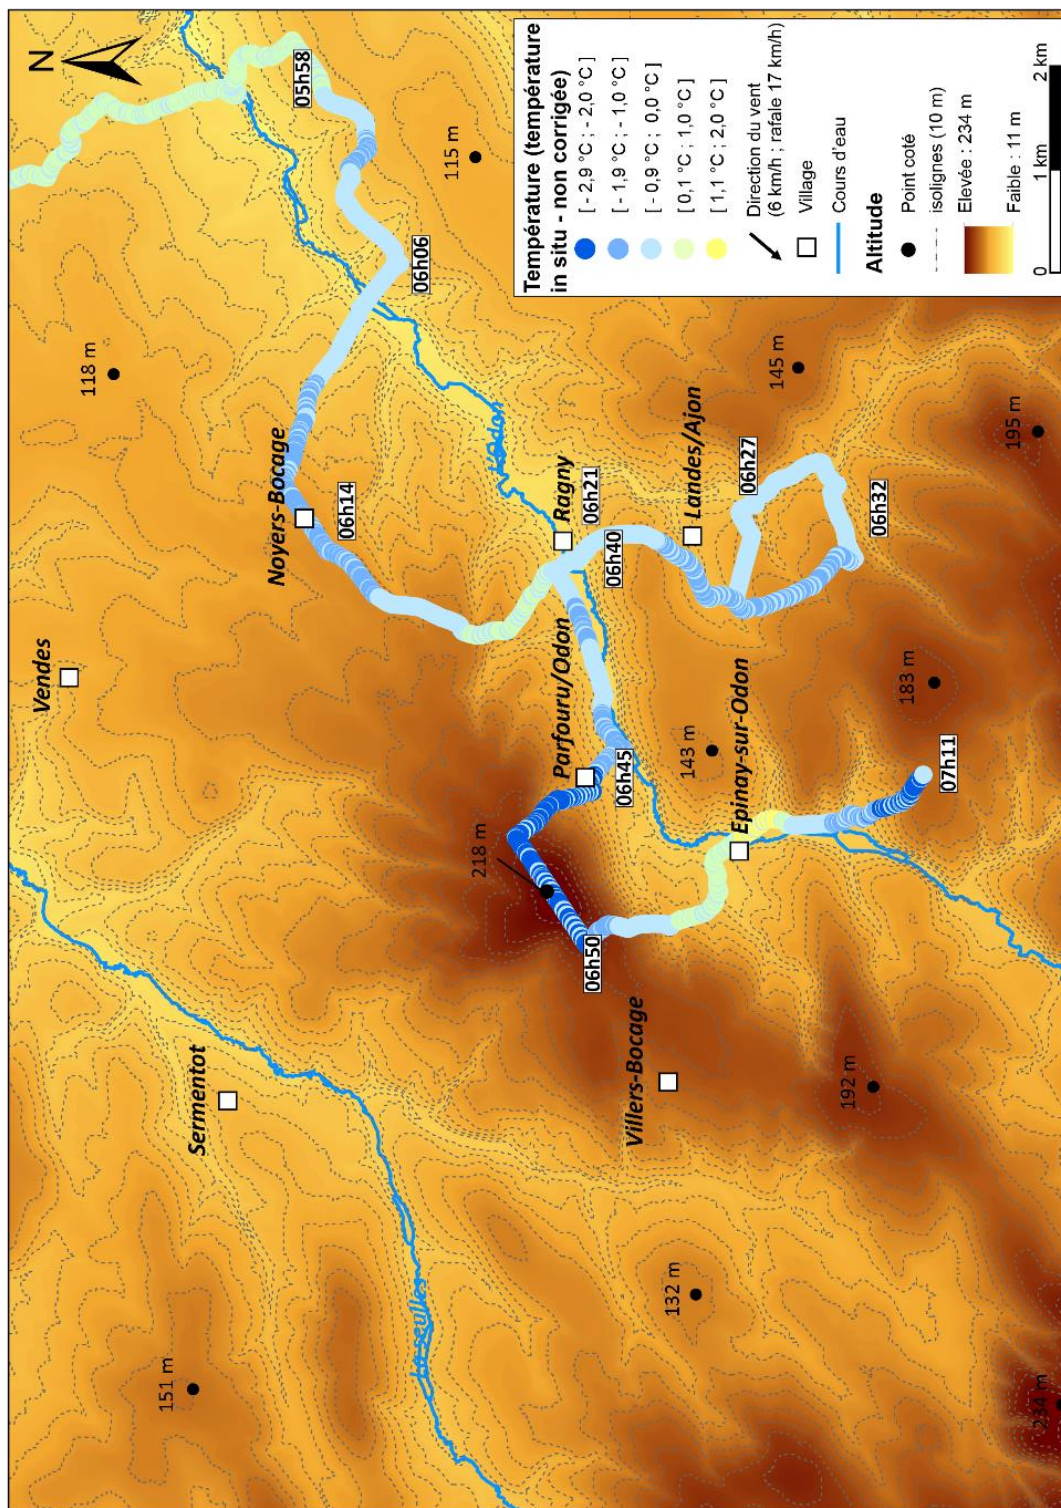 N
Vendes
118 m
151 m
Sermentot
Noyers-Bocage
05h58
06h14
la seulles
06h06
115 m
218 m
l'Odon
Parfouru/Odon
Ragny
06h21
06h50
06h45
06h40
Villers-Bocage
132 m
143 m
Landes/Ajon
Epinay-sur-Odon
06h27
145 m
192 m
183 m
06h32
07h11
195 m
234 m
Température (température
in situ - non corrigée)
[ - 2,9 °C ; - 2,0 °C ]
[ - 1,9 °C ; - 1,0 °C ]
[ - 0,9 °C ; 0,0 °C ]
[ 0,1 °C ; 1,0 °C ]
[ 1,1 °C ; 2,0 °C ]
Direction du vent
(6 km/h ; rafale 17 km/h)
Village
Cours d'eau
Altitude
Point coté
isolignes (10 m)
Elevée : 234 m
Faible : 11 m
0 1 km 2 km